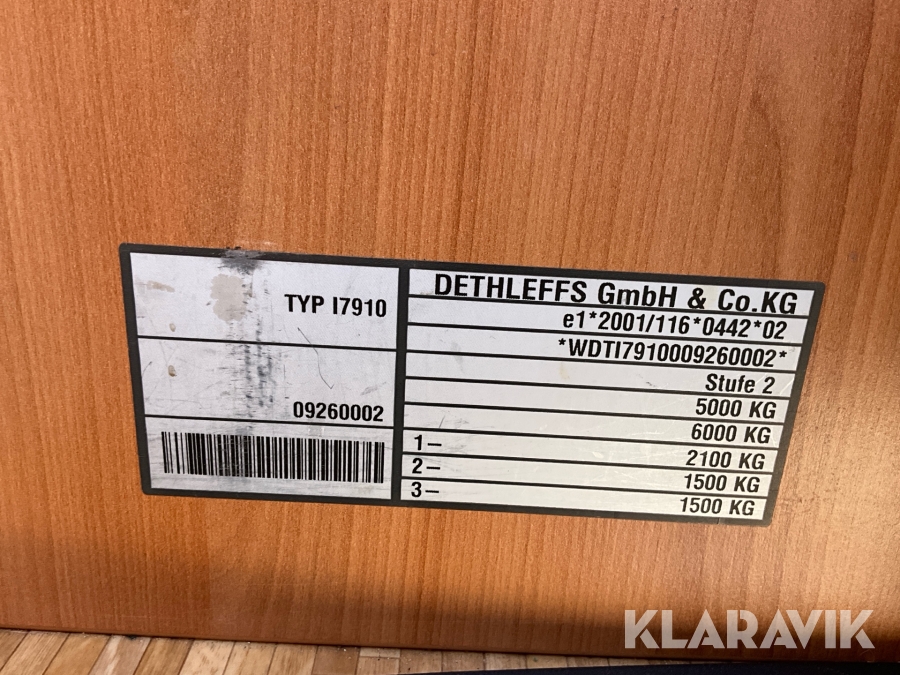 TYP I7910
09260002
DETHLEFFS GmbH & Co.KG
e1*2001/116*0442*02
*WDTI7910009260002*
Stufe 2
5000 KG
6000 KG
1– 2100 KG
2– 1500 KG
3– 1500 KG
KLARAVIK